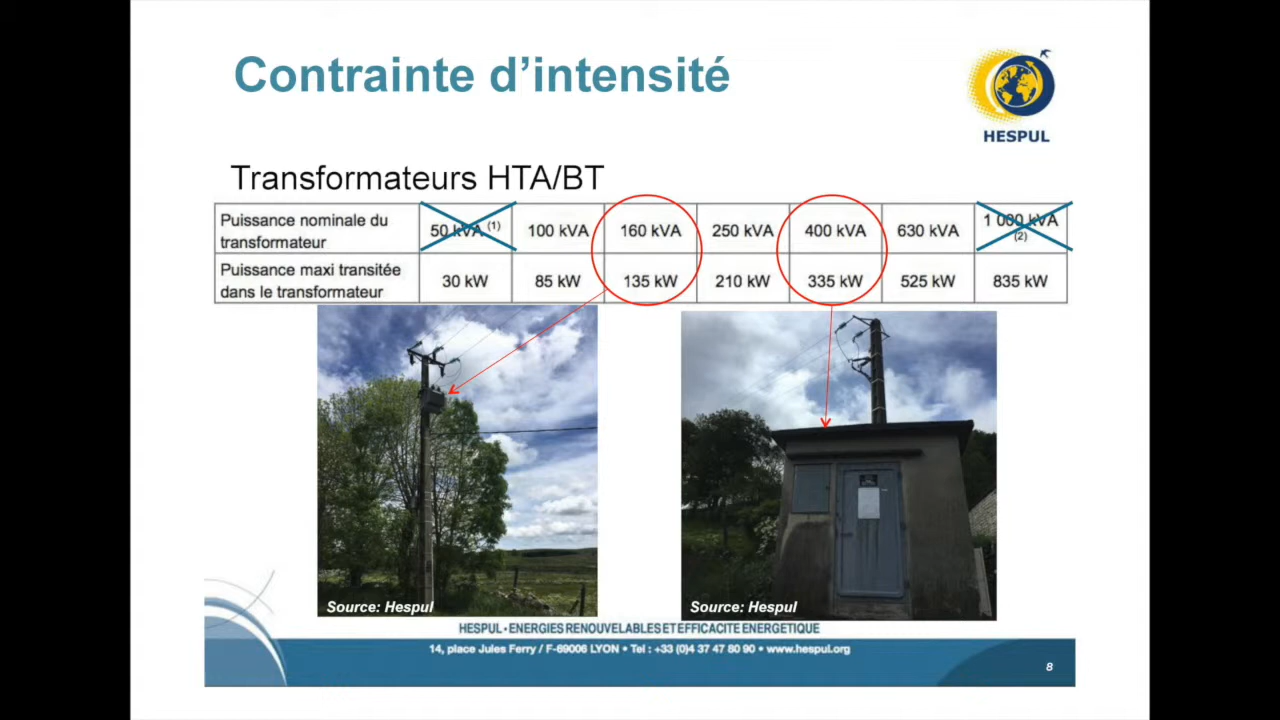 Contrainte d'intensité
HESPUL
Transformateurs HTA/BT
Puissance nominale du
transformateur
50 kVA (1)
100 kVA
160 kVA
250 kVA
400 kVA
630 kVA
1 000 kVA
(2)
Puissance maxi transitée
dans le transformateur
30 kW
85 kW
135 kW
210 kW
335 kW
525 kW
835 kW
Source: Hespul
Source: Hespul
HESPUL • ENERGIES RENOUVELABLES ET EFFICACITE ENERGETIQUE
14, place Jules Ferry / F-69006 LYON • Tel : +33 (0)4 37 47 80 90 • www.hespul.org
8